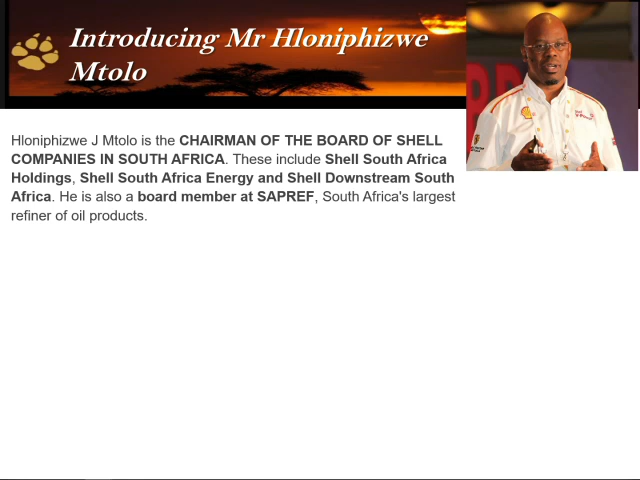 Introducing Mr Hloniphizwe
Mtolo
Hloniphizwe J Mtolo is the CHAIRMAN OF THE BOARD OF SHELL
COMPANIES IN SOUTH AFRICA. These include Shell South Africa
Holdings, Shell South Africa Energy and Shell Downstream South
Africa. He is also a board member at SAPREF, South Africa's largest
refiner of oil products.